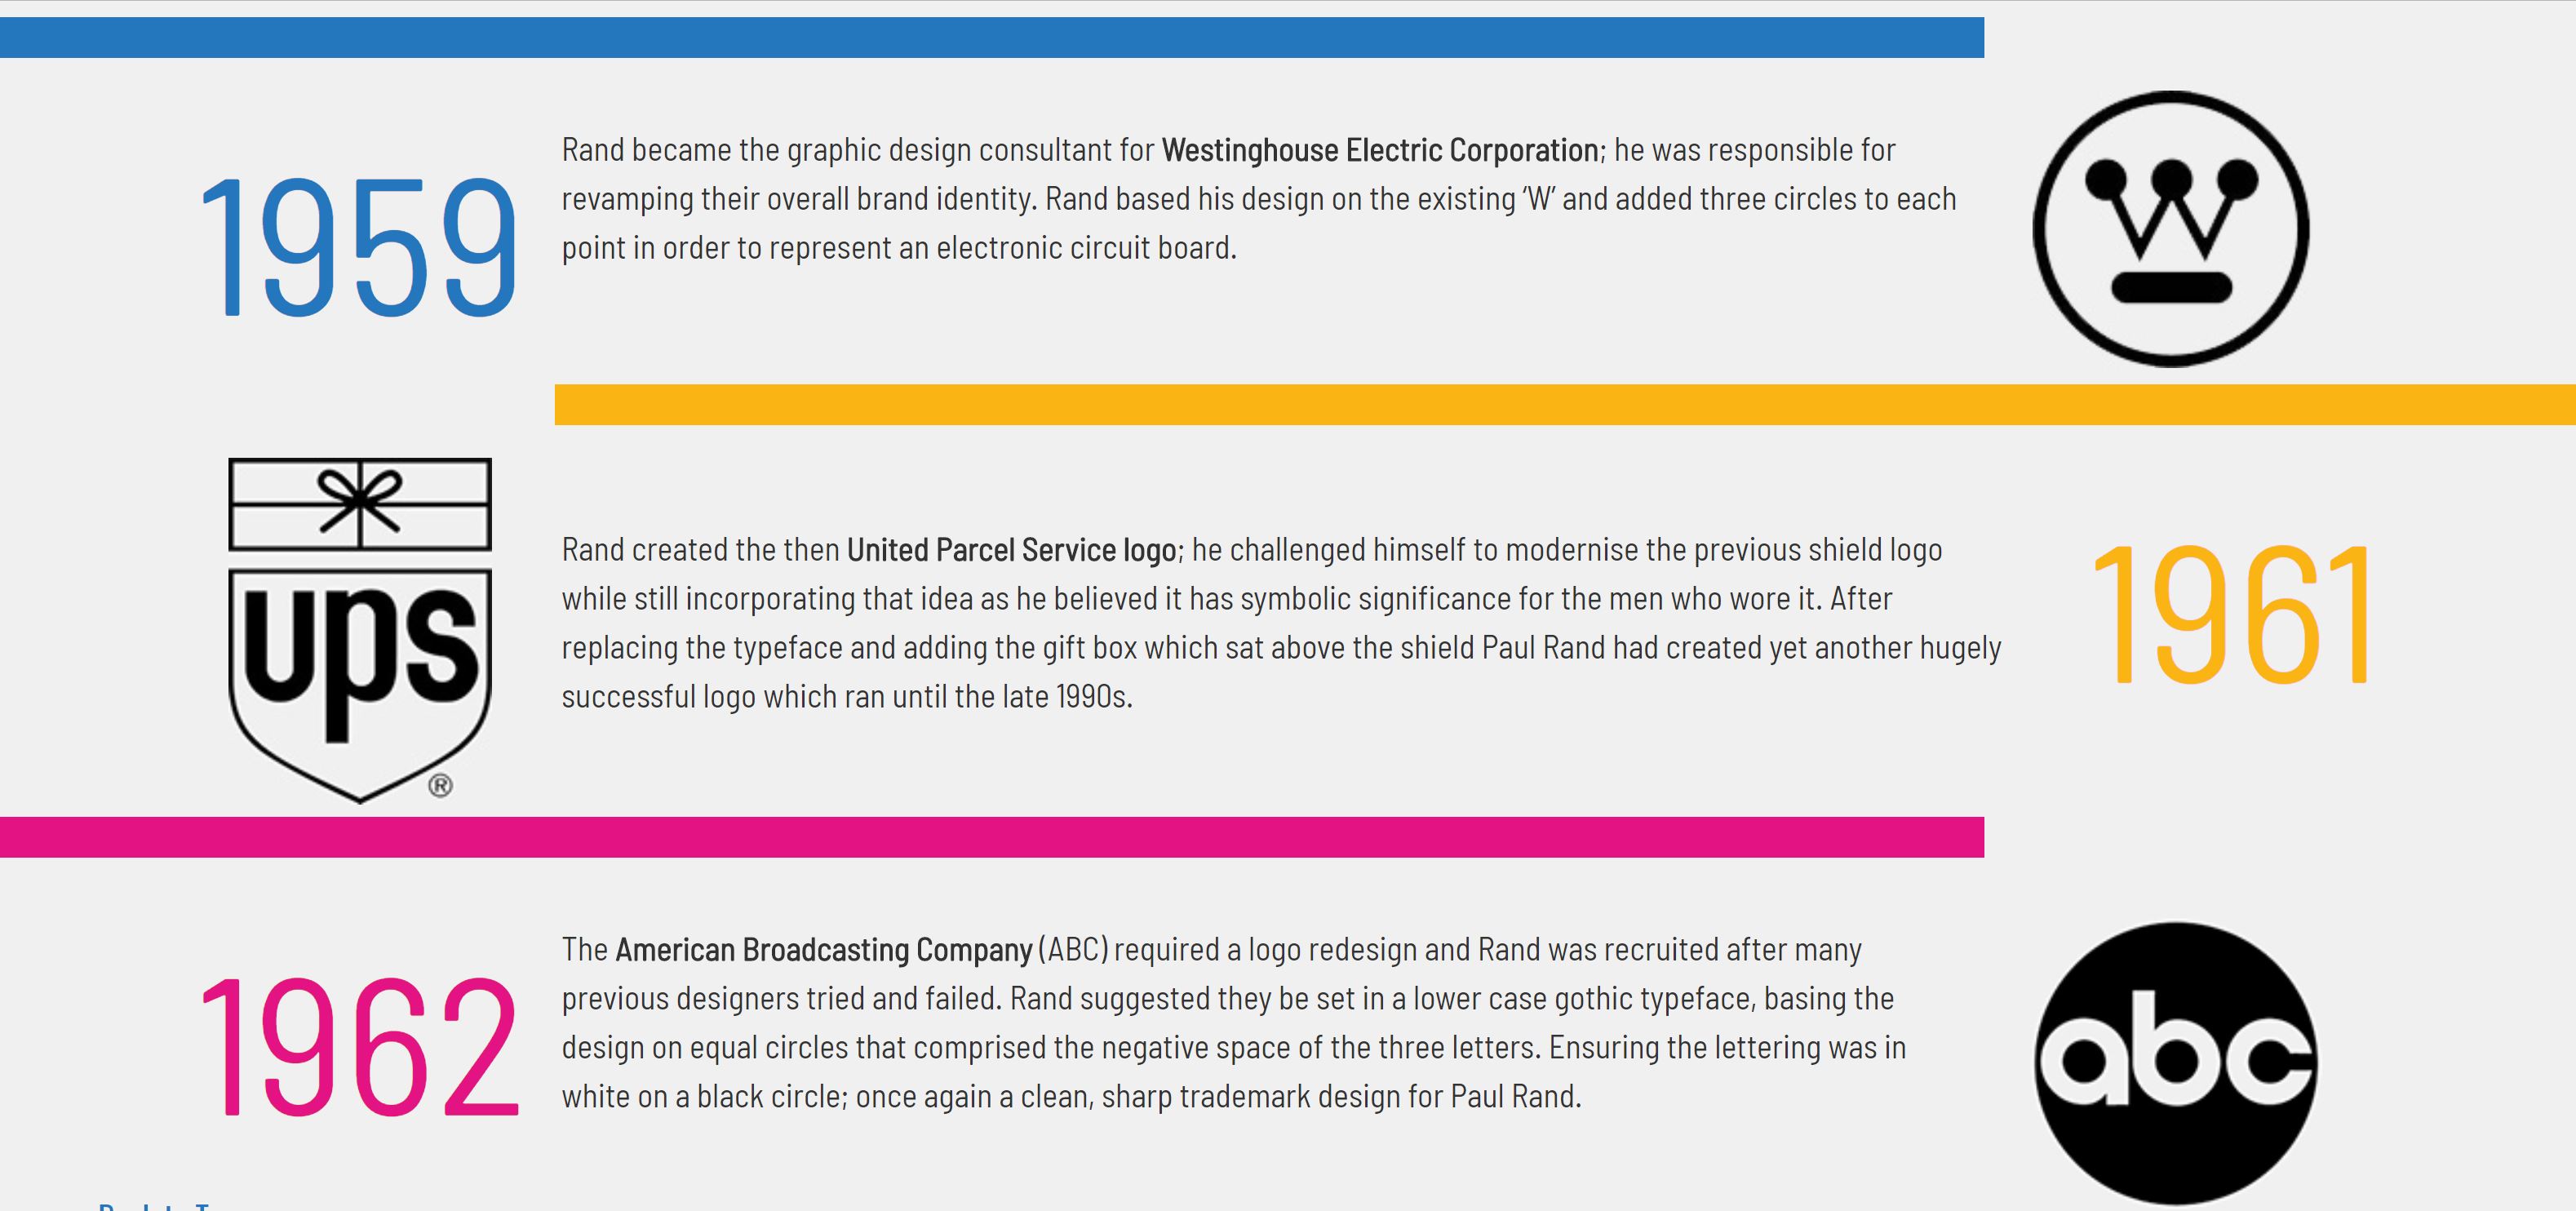 1959
Rand became the graphic design consultant for Westinghouse Electric Corporation; he was responsible for
revamping their overall brand identity. Rand based his design on the existing ‘W’ and added three circles to each
point in order to represent an electronic circuit board.
W
ups
®
Rand created the then United Parcel Service logo; he challenged himself to modernise the previous shield logo
while still incorporating that idea as he believed it has symbolic significance for the men who wore it. After
replacing the typeface and adding the gift box which sat above the shield Paul Rand had created yet another hugely
successful logo which ran until the late 1990s.
1961
1962
The American Broadcasting Company (ABC) required a logo redesign and Rand was recruited after many
previous designers tried and failed. Rand suggested they be set in a lower case gothic typeface, basing the
design on equal circles that comprised the negative space of the three letters. Ensuring the lettering was in
white on a black circle; once again a clean, sharp trademark design for Paul Rand.
abc